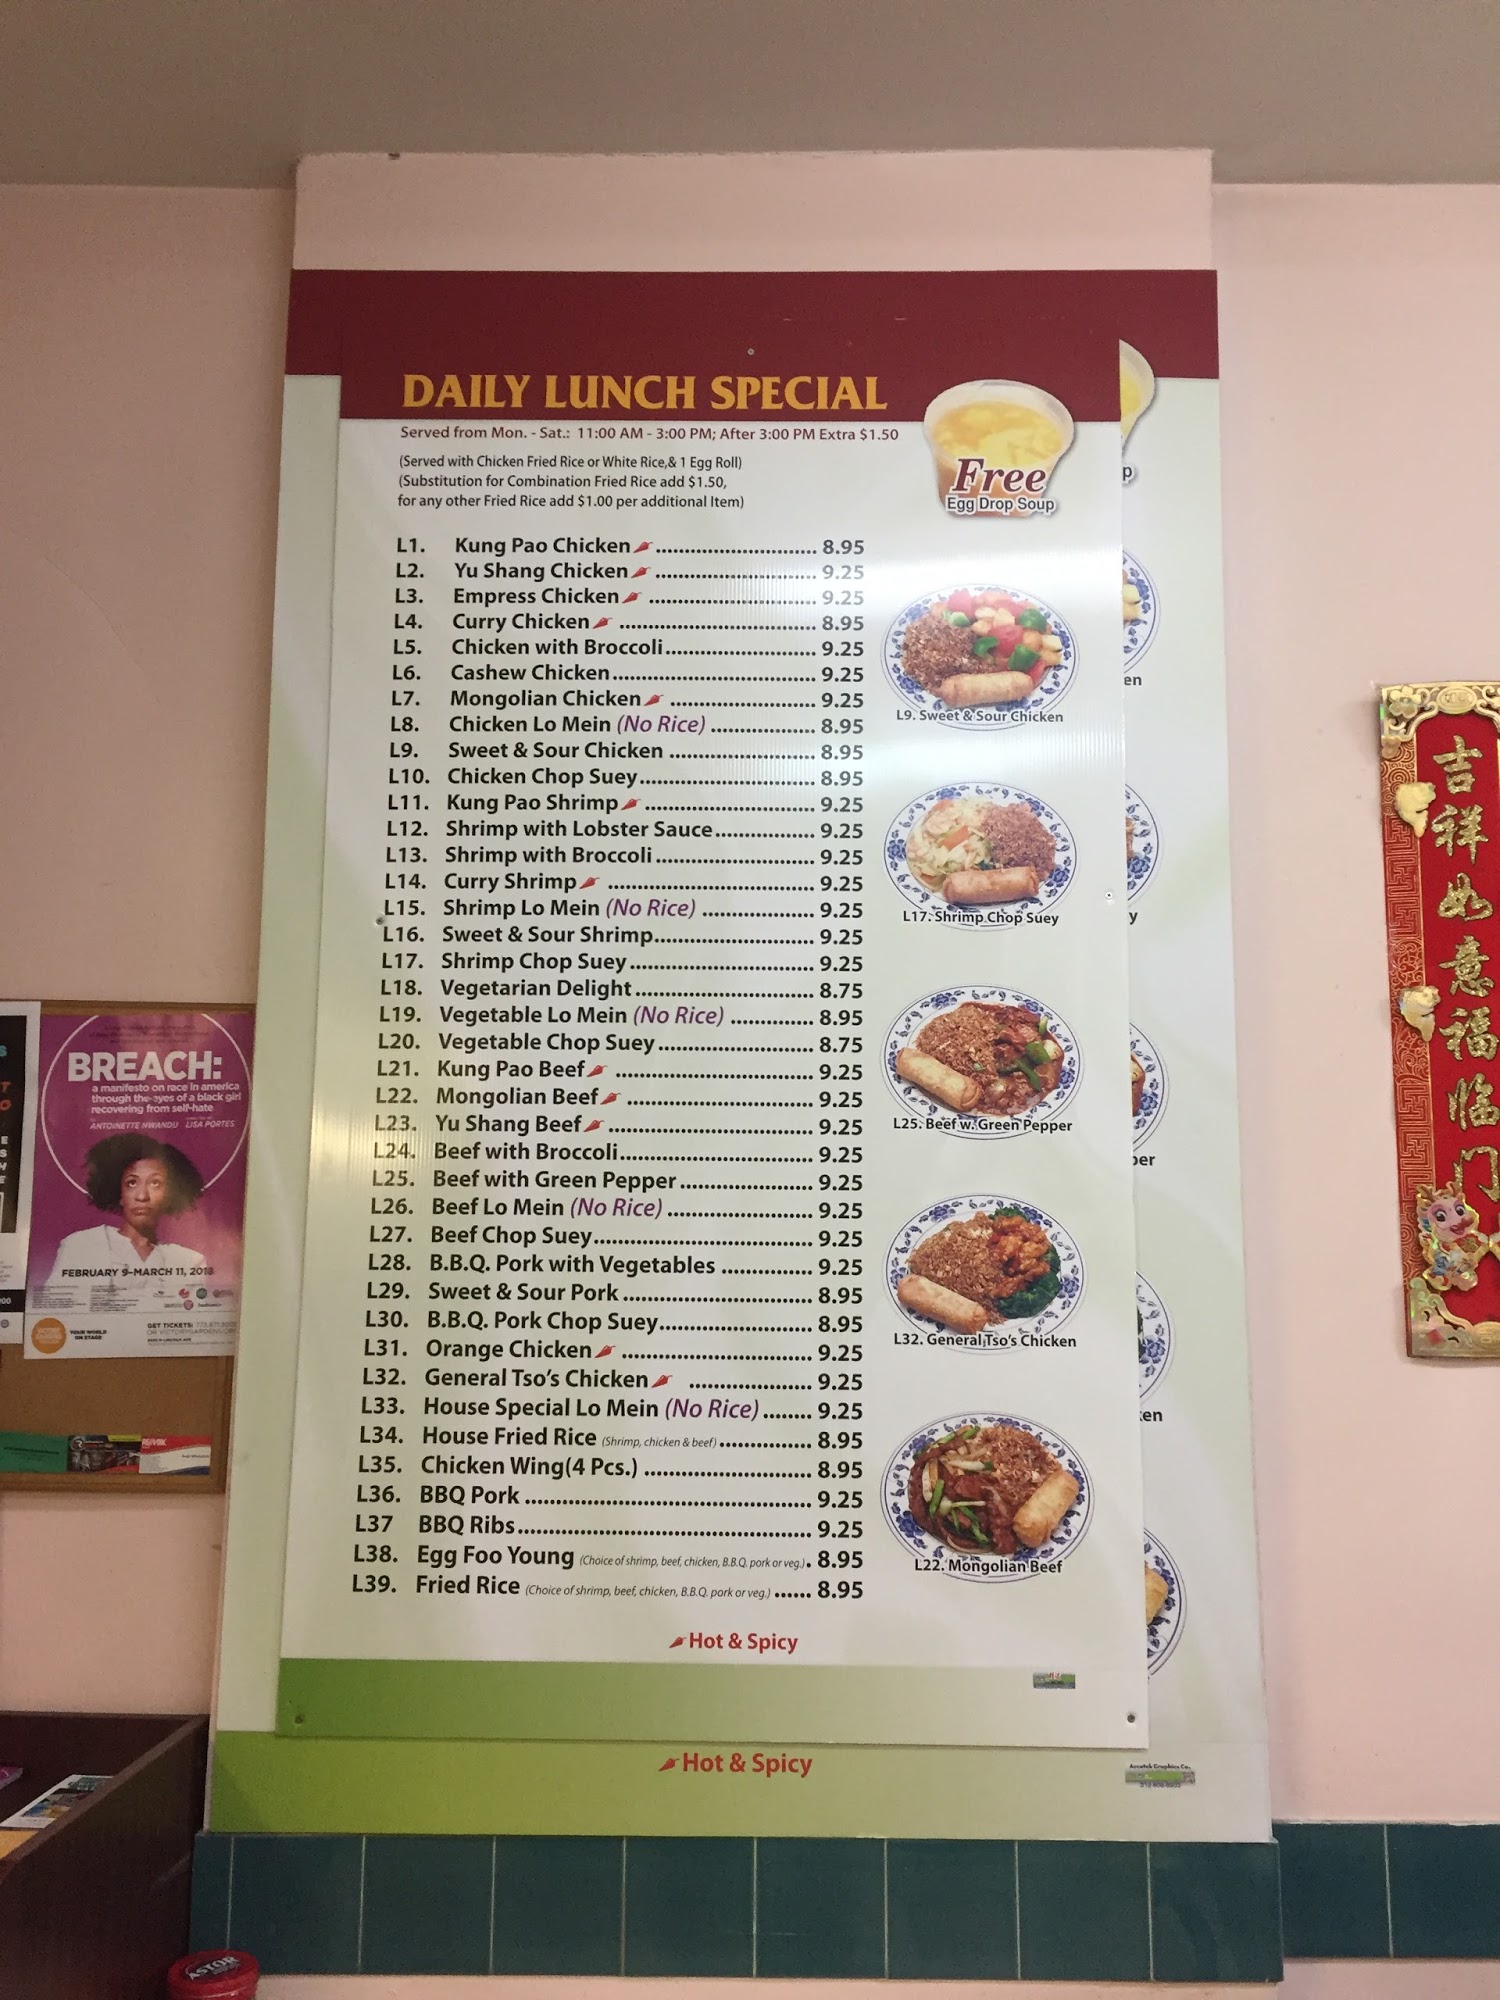 DAILY LUNCH SPECIAL
Served from Mon. - Sat.: 11:00 AM - 3:00 PM; After 3:00 PM Extra $1.50
(Served with Chicken Fried Rice or White Rice,& 1 Egg Roll)
(Substitution for Combination Fried Rice add $1.50,
for any other Fried Rice add $1.00 per additional Item)
Free
Egg Drop Soup
L1. Kung Pao Chicken 8.95
L2. Yu Shang Chicken 9.25
L3. Empress Chicken 9.25
L4. Curry Chicken 8.95
L5. Chicken with Broccoli 9.25
L6. Cashew Chicken 9.25
L7. Mongolian Chicken 9.25
L8. Chicken Lo Mein (No Rice) 8.95
L9. Sweet & Sour Chicken 8.95
L10. Chicken Chop Suey 8.95
L11. Kung Pao Shrimp 9.25
L12. Shrimp with Lobster Sauce 9.25
L13. Shrimp with Broccoli 9.25
L14. Curry Shrimp 9.25
L15. Shrimp Lo Mein (No Rice) 9.25
L16. Sweet & Sour Shrimp 9.25
L17. Shrimp Chop Suey 9.25
L18. Vegetarian Delight 8.75
L19. Vegetable Lo Mein (No Rice) 8.95
L20. Vegetable Chop Suey 8.75
L21. Kung Pao Beef 9.25
L22. Mongolian Beef 9.25
L23. Yu Shang Beef 9.25
L24. Beef with Broccoli 9.25
L25. Beef with Green Pepper 9.25
L26. Beef Lo Mein (No Rice) 9.25
L27. Beef Chop Suey 9.25
L28. B.B.Q. Pork with Vegetables 9.25
L29. Sweet & Sour Pork 8.95
L30. B.B.Q. Pork Chop Suey 8.95
L31. Orange Chicken 9.25
L32. General Tso's Chicken 9.25
L33. House Special Lo Mein (No Rice) 9.25
L34. House Fried Rice (Shrimp, chicken & beef) 8.95
L35. Chicken Wing(4 Pcs.) 8.95
L36. BBQ Pork 9.25
L37 BBQ Ribs 9.25
L38. Egg Foo Young (Choice of shrimp, beef, chicken, B.B.Q. pork or veg.) 8.95
L39. Fried Rice (Choice of shrimp, beef, chicken, B.B.Q. pork or veg.) 8.95
Hot & Spicy
L9. Sweet & Sour Chicken
L17. Shrimp Chop Suey
L25. Beef w. Green Pepper
L32. General Tso's Chicken
L22. Mongolian Beef
Hot & Spicy
Accutek Graphics Co.
p
en
y
per
en
BREACH:
a manifesto on race in america
through the eyes of a black girl
recovering from self-hate
ANTOINETTE NWANDU LISA PORTES
FEBRUARY 9–MARCH 11, 2018
YOUR WORLD
ON STAGE
GET TICKETS:
RE/MAX
ASTOR
吉祥如意福临门